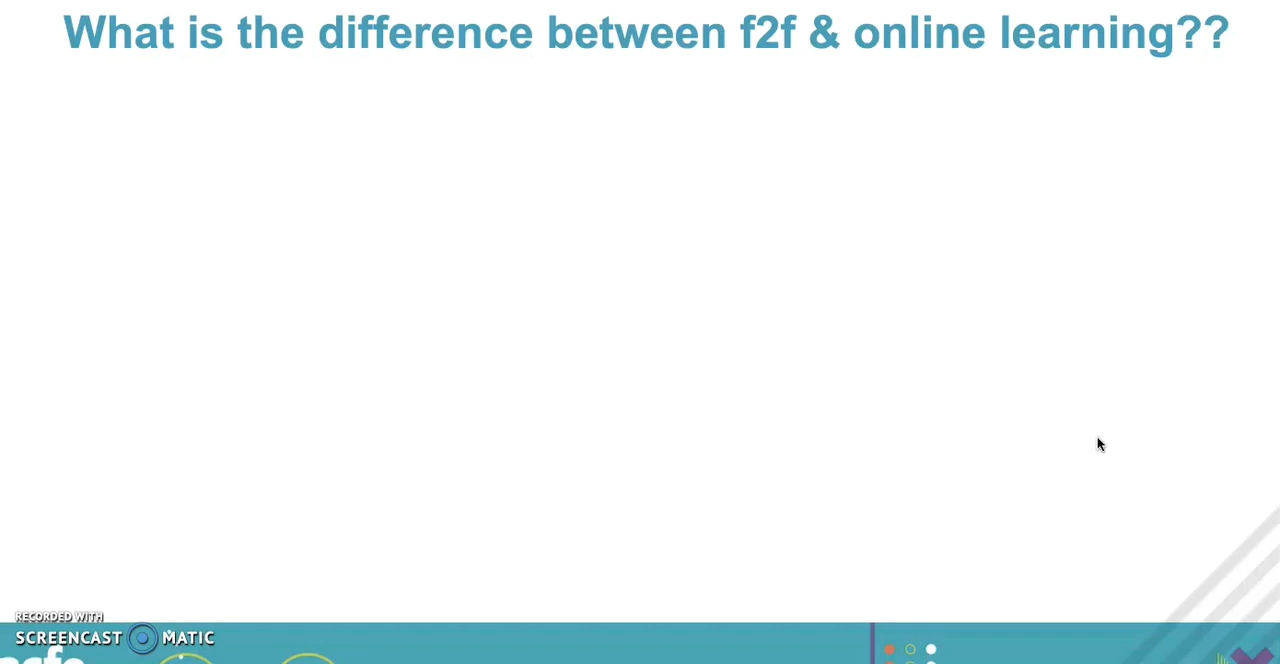 What is the difference between f2f & online learning??
RECORDED WITH
SCREENCAST MATIC